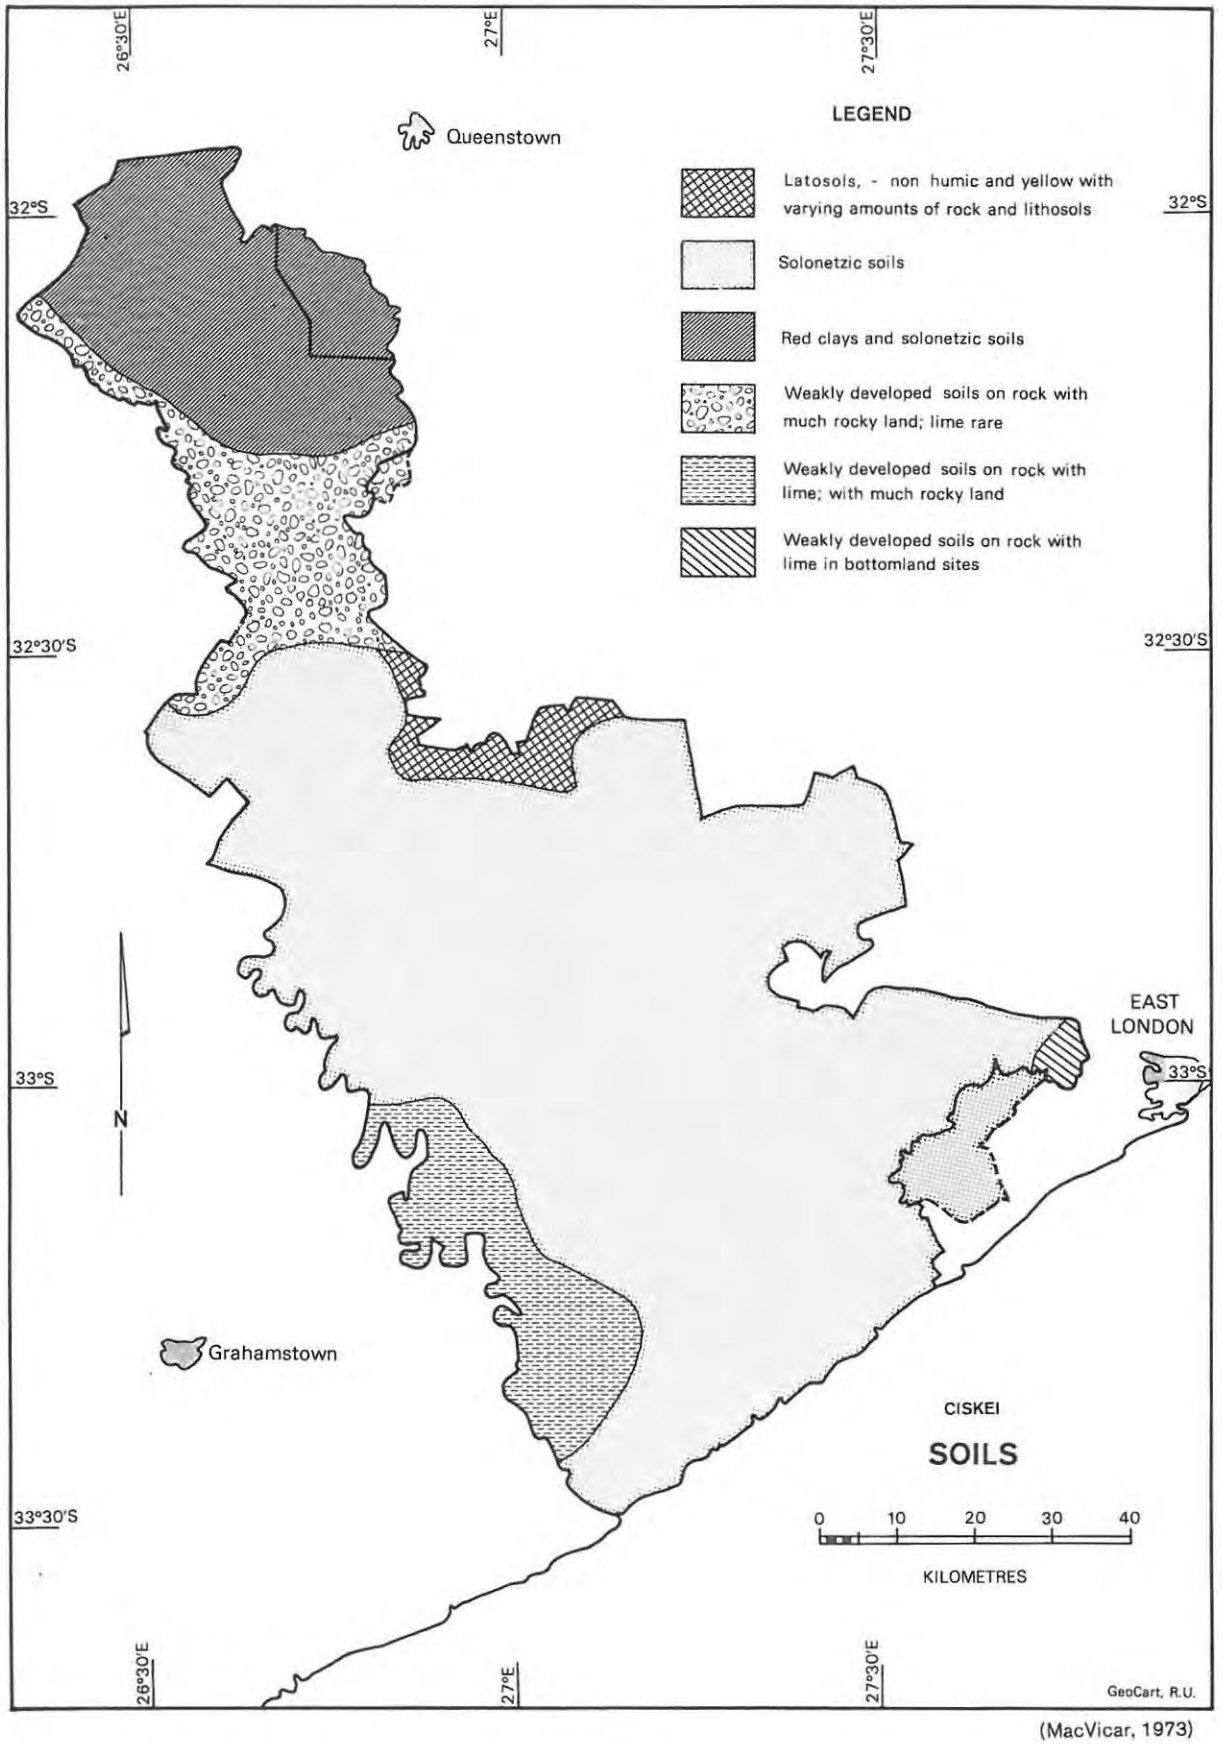 26°30'E
27°E
27°30'E
Queenstown
LEGEND
Latosols, - non humic and yellow with
varying amounts of rock and lithosols
Solonetzic soils
Red clays and solonetzic soils
Weakly developed soils on rock with
much rocky land; lime rare
Weakly developed soils on rock with
lime; with much rocky land
Weakly developed soils on rock with
lime in bottomland sites
32°S
32°S
32°30'S
32°30'S
EAST
LONDON
33°S
33°S
N
Grahamstown
CISKEI
SOILS
0 10 20 30 40
KILOMETRES
33°30'S
26°30'E
27°E
27°30'E
GeoCart, R.U.
(MacVicar, 1973)